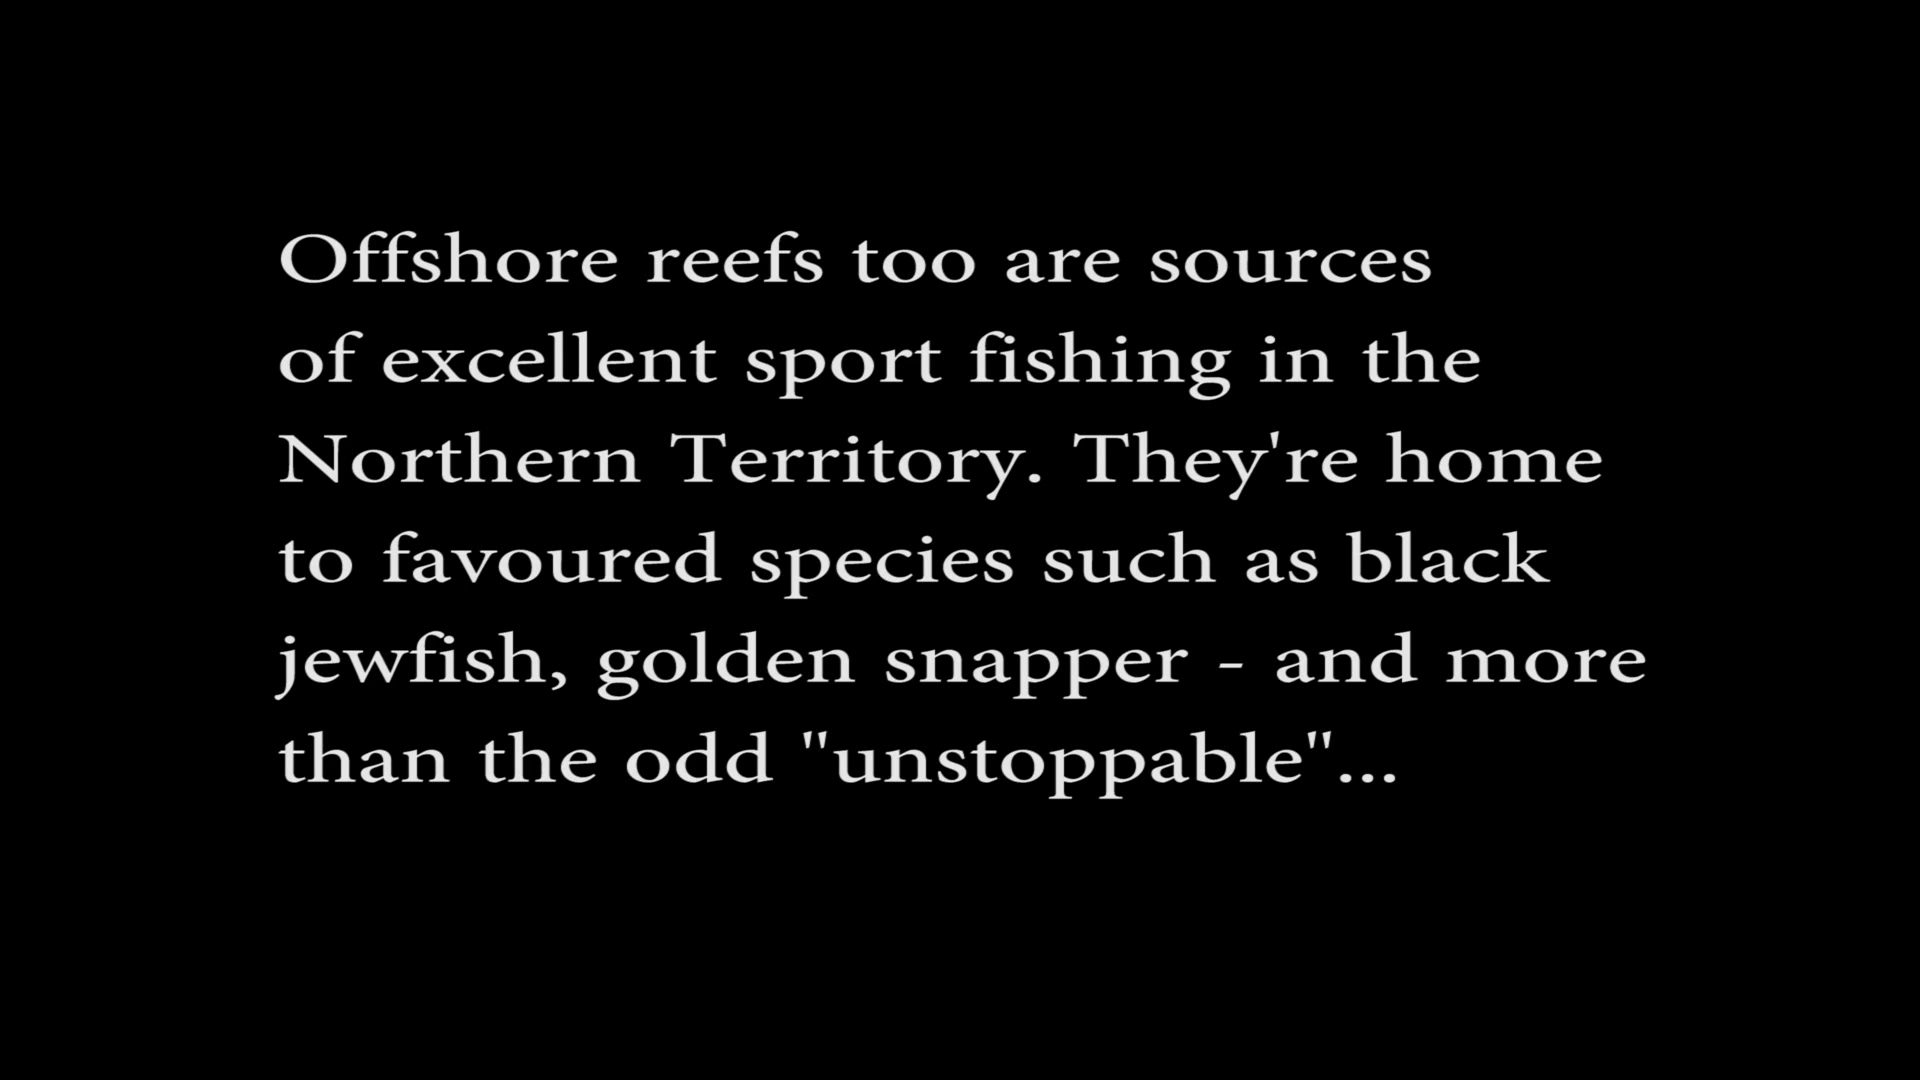 Offshore reefs too are sources
of excellent sport fishing in the
Northern Territory. They're home
to favoured species such as black
jewfish, golden snapper - and more
than the odd "unstoppable"...